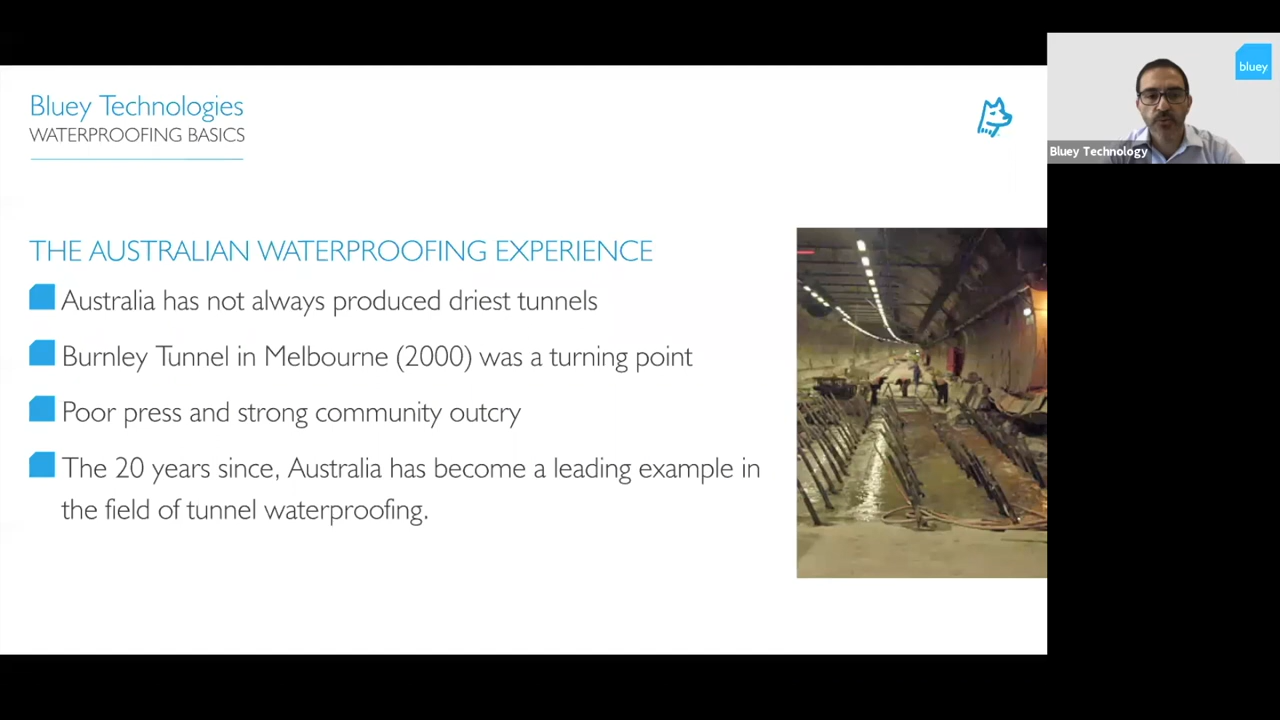 Bluey Technologies
WATERPROOFING BASICS
bluey
Bluey Technology
THE AUSTRALIAN WATERPROOFING EXPERIENCE
Australia has not always produced driest tunnels
Burnley Tunnel in Melbourne (2000) was a turning point
Poor press and strong community outcry
The 20 years since, Australia has become a leading example in
the field of tunnel waterproofing.